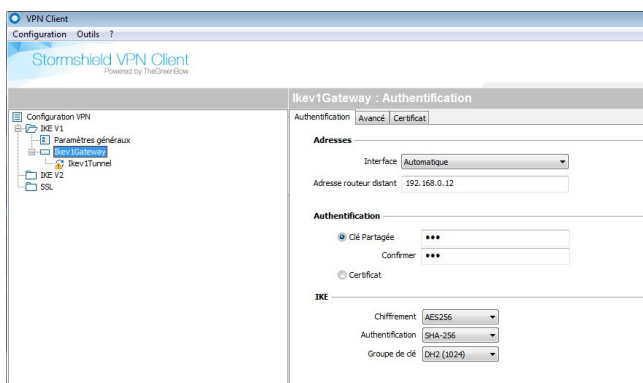 VPN Client
Configuration Outils ?
Stormshield VPN Client
Powered by TheGreenBow
Ikev1Gateway : Authentification
Configuration VPN
IKE V1
Paramètres généraux
Ikev1Gateway
Ikev1Tunnel
IKE V2
SSL
Authentification Avancé Certificat
Adresses
Interface Automatique
Adresse routeur distant 192.168.0.12
Authentification
Clé Partagée •••
Confirmer •••
Certificat
IKE
Chiffrement AES256
Authentification SHA-256
Groupe de clé DH2 (1024)